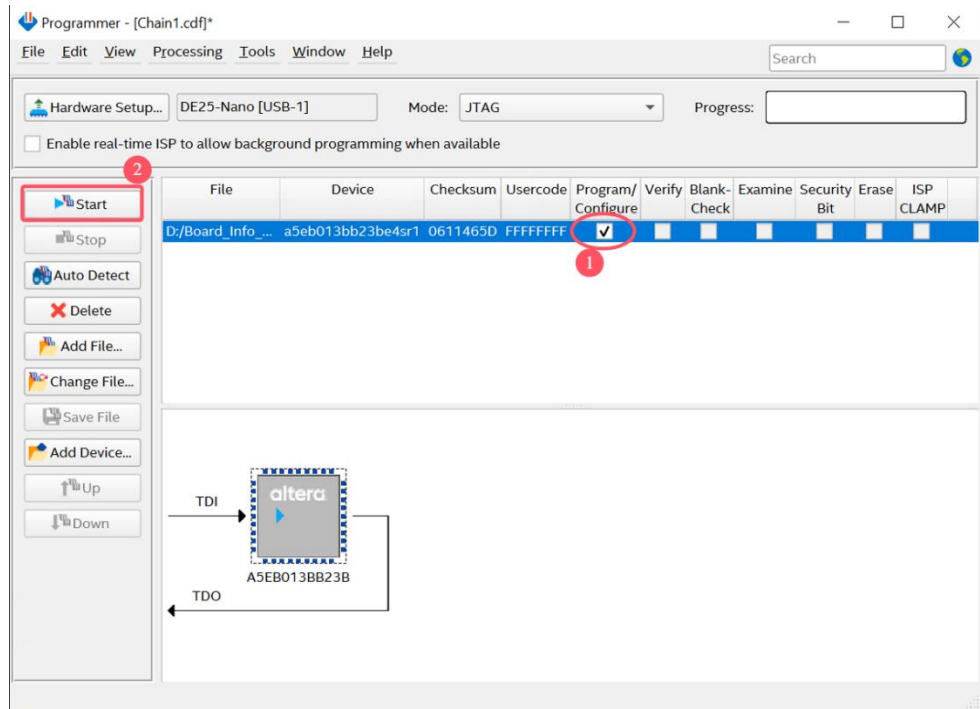 Programmer - [Chain1.cdf]*
File Edit View Processing Tools Window Help
Search
Hardware Setup... DE25-Nano [USB-1] Mode: JTAG Progress:
Enable real-time ISP to allow background programming when available
2
Start
Stop
Auto Detect
Delete
Add File...
Change File...
Save File
Add Device...
Up
Down
File Device Checksum Usercode Program/ Verify Blank- Examine Security Erase ISP
Configure Check Bit CLAMP
D:/Board_Info_... a5eb013bb23be4sr1 0611465D FFFFFFFF
1
altera
TDI
A5EB013BB23B
TDO